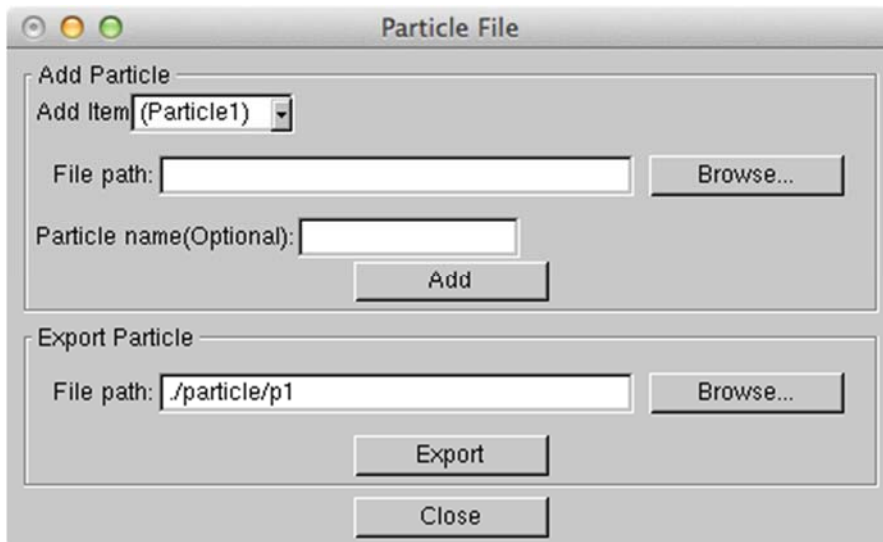 Particle File
Add Particle
Add Item (Particle1)
File path: Browse...
Particle name(Optional):
Add
Export Particle
File path: ./particle/p1 Browse...
Export
Close